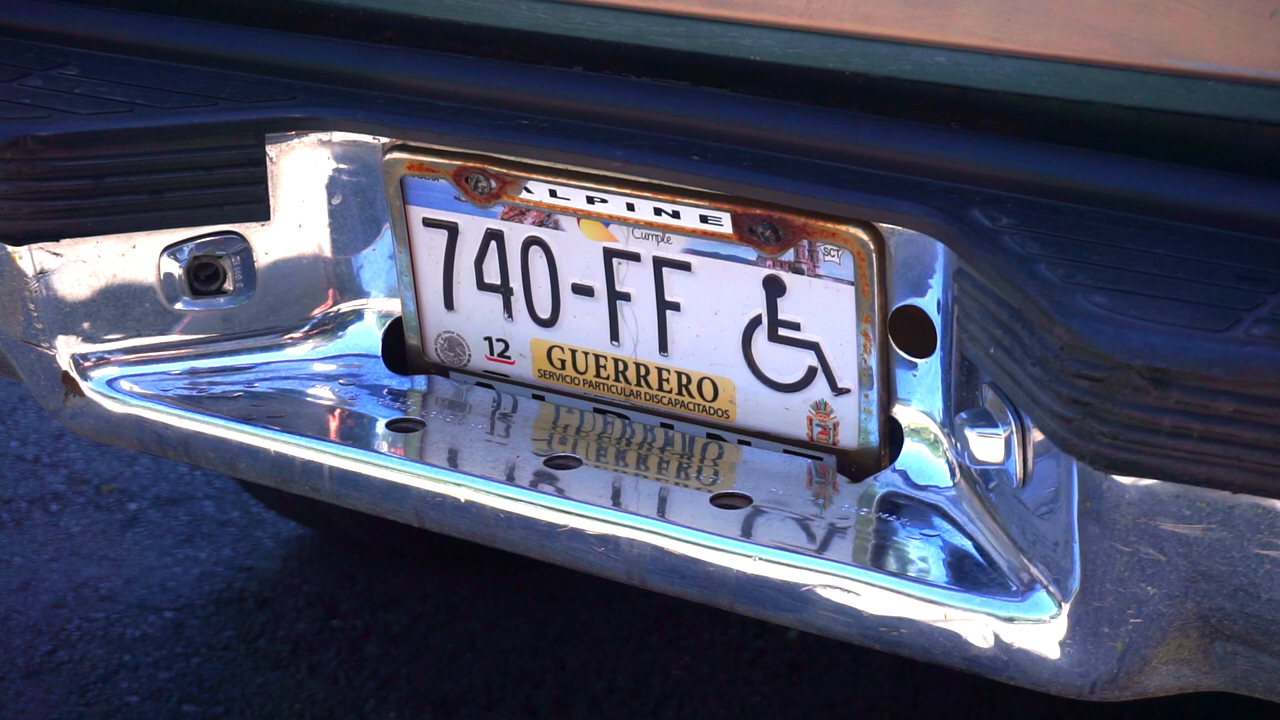 ALPINE
Cumple
SCT
740-FF
12
GUERRERO
SERVICIO PARTICULAR DISCAPACITADOS